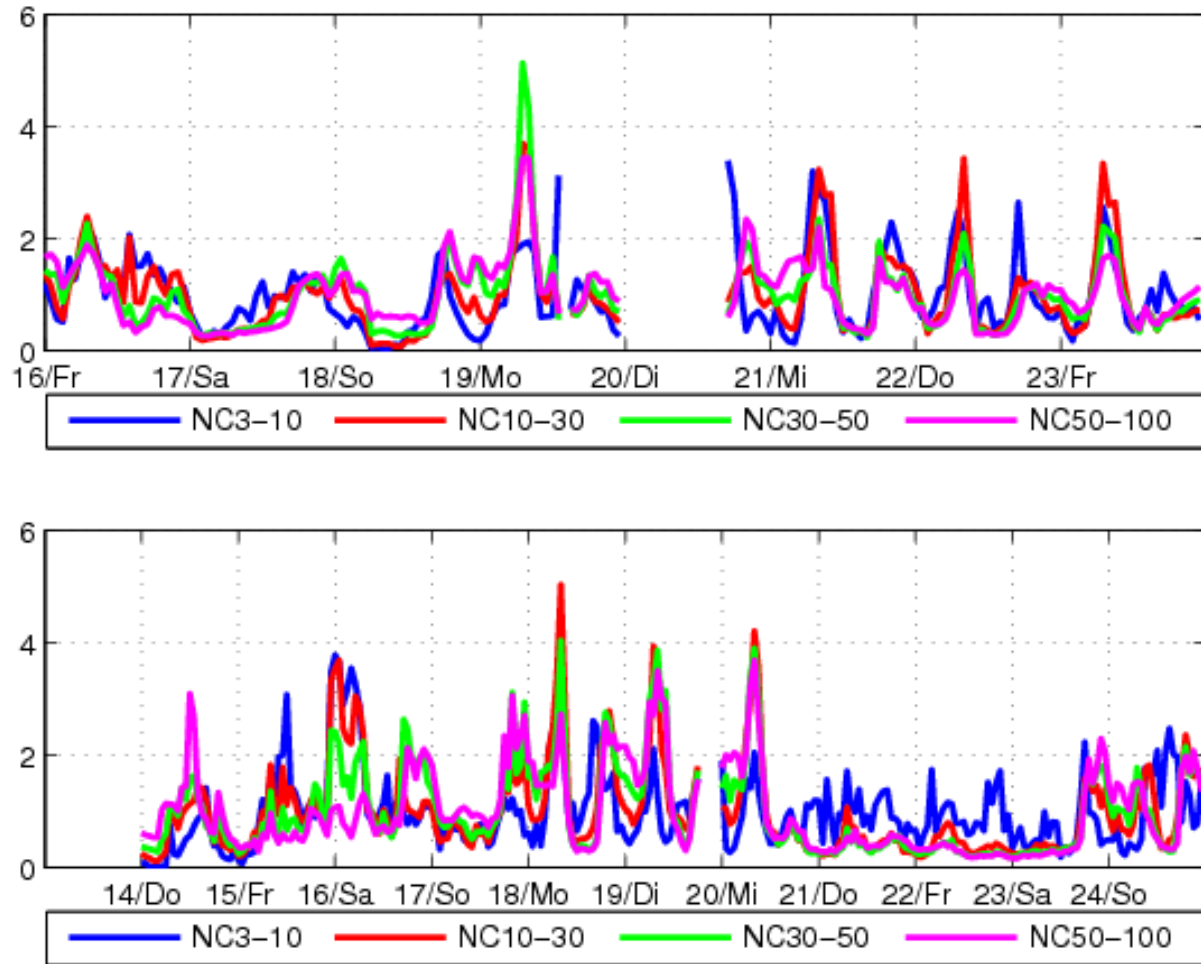 6
4
2
0
16/Fr 17/Sa 18/So 19/Mo 20/Di 21/Mi 22/Do 23/Fr
NC3-10 NC10-30 NC30-50 NC50-100
6
4
2
0
14/Do 15/Fr 16/Sa 17/So 18/Mo 19/Di 20/Mi 21/Do 22/Fr 23/Sa 24/So
NC3-10 NC10-30 NC30-50 NC50-100